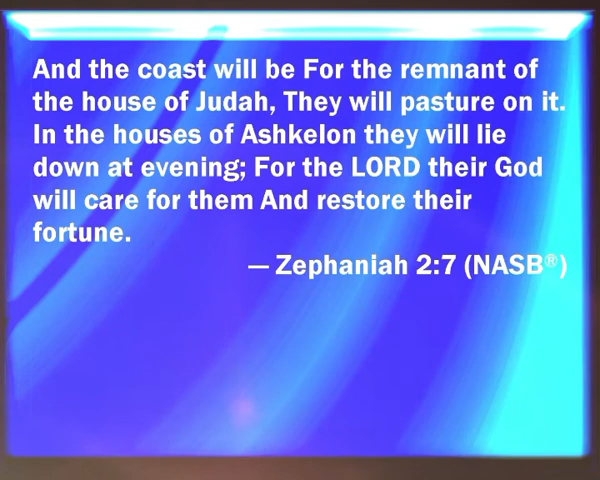 And the coast will be For the remnant of
the house of Judah, They will pasture on it.
In the houses of Ashkelon they will lie
down at evening; For the LORD their God
will care for them And restore their
fortune.
— Zephaniah 2:7 (NASB®)